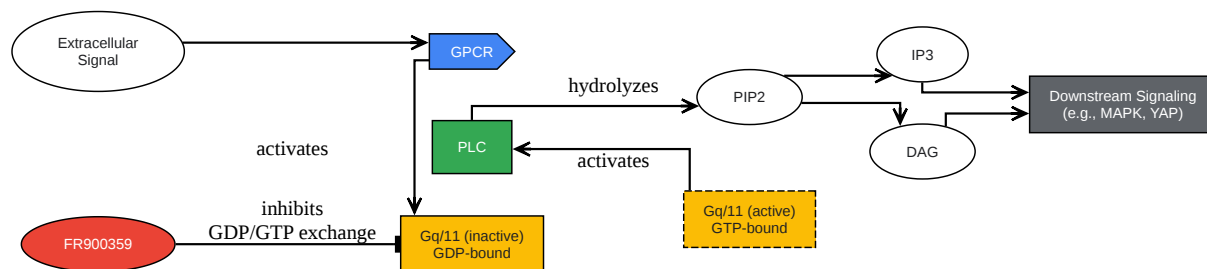 Extracellular
Signal
GPCR
IP3
hydrolyzes
PIP2
Downstream Signaling
(e.g., MAPK, YAP)
activates
PLC
activates
DAG
inhibits
GDP/GTP exchange
FR900359
Gq/11 (inactive)
GDP-bound
Gq/11 (active)
GTP-bound